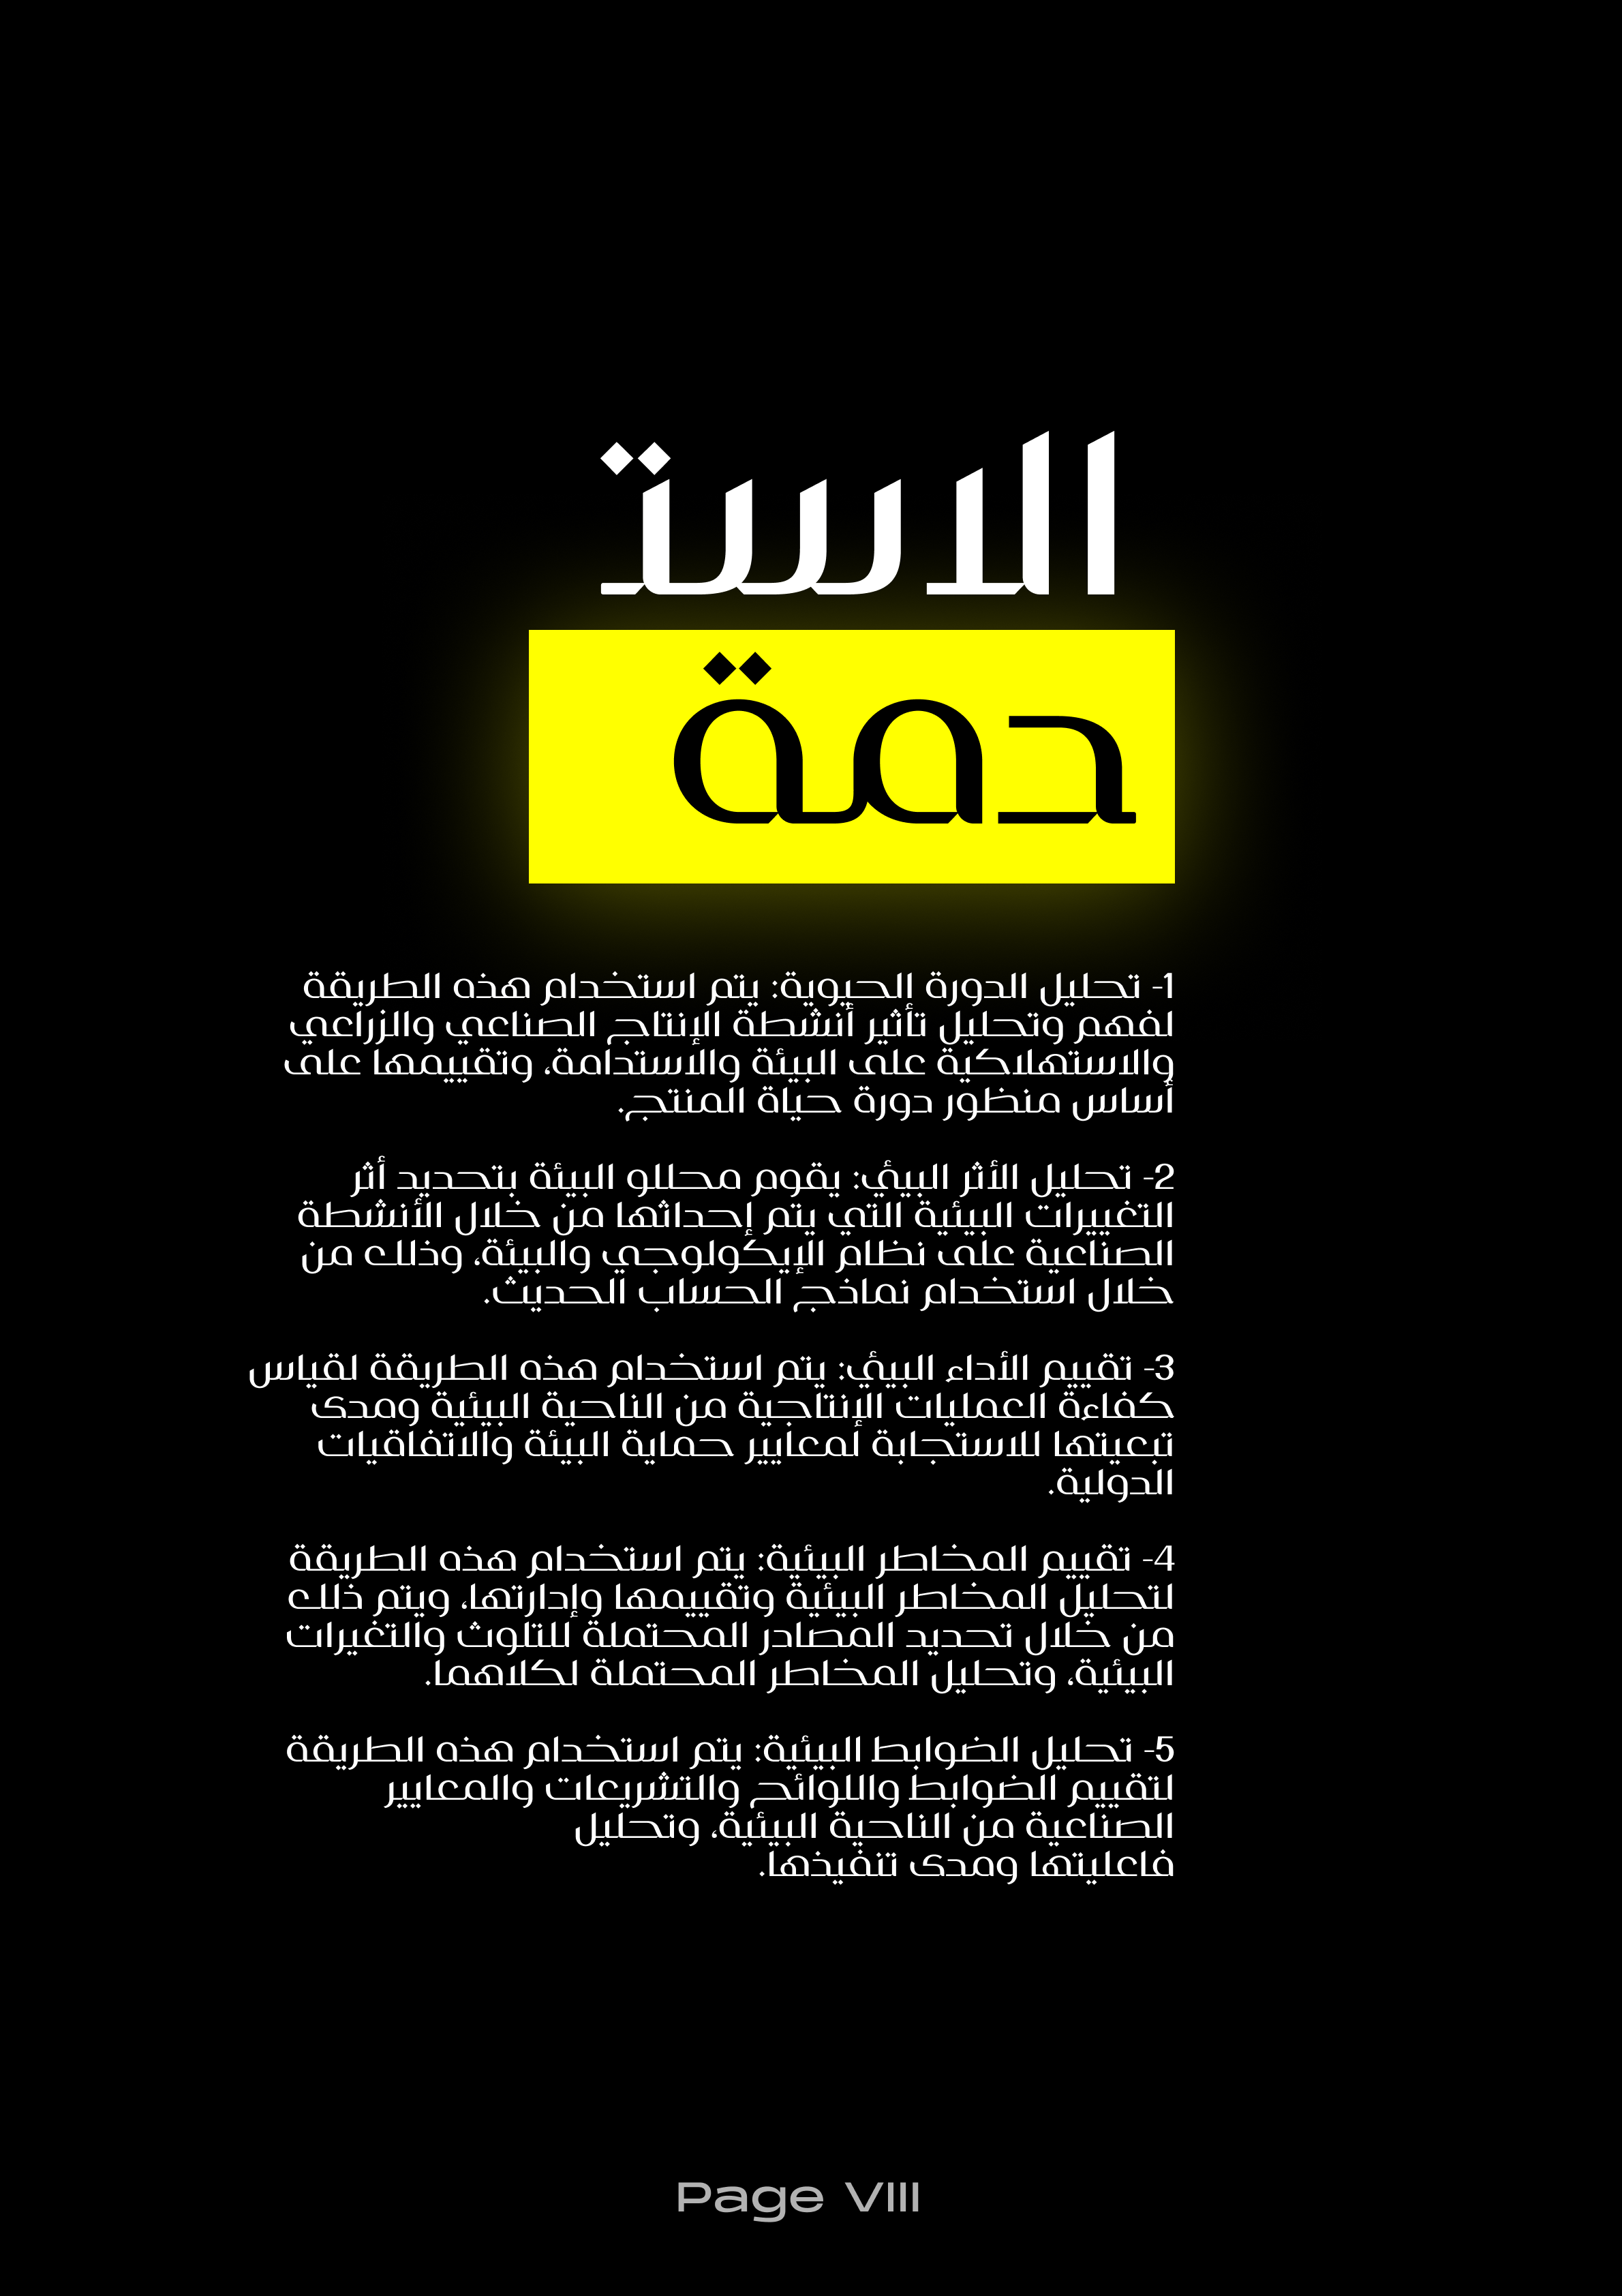 الاست
دمة
1- تحليل الدورة الحيوية: يتم استخدام هذه الطريقة
لفهم وتحليل تأثير أنشطة الإنتاج الصناعي والزراعي
والاستهلاكية على البيئة والاستدامة، وتقييمها على
أساس منظور دورة حياة المنتج.
2- تحليل الأثر البيئي: يقوم محللو البيئة بتحديد أثر
التغييرات البيئية التي يتم إحداثها من خلال الأنشطة
الصناعية على نظام الإيكولوجي والبيئة، وذلك من
خلال استخدام نماذج الحساب الحديث.
3- تقييم الأداء البيئي: يتم استخدام هذه الطريقة لقياس
كفاءة العمليات الإنتاجية من الناحية البيئية ومدى
تبعيتها للاستجابة لمعايير حماية البيئة والاتفاقيات
الدولية.
4- تقييم المخاطر البيئية: يتم استخدام هذه الطريقة
لتحليل المخاطر البيئية وتقييمها وإدارتها، ويتم ذلك
من خلال تحديد المصادر المحتملة للتلوث والتغيرات
البيئية، وتحليل المخاطر المحتملة لكلاهما.
5- تحليل الضوابط البيئية: يتم استخدام هذه الطريقة
لتقييم الضوابط واللوائح والتشريعات والمعايير
الصناعية من الناحية البيئية، وتحليل
فاعليتها ومدى تنفيذها.
Page VIII